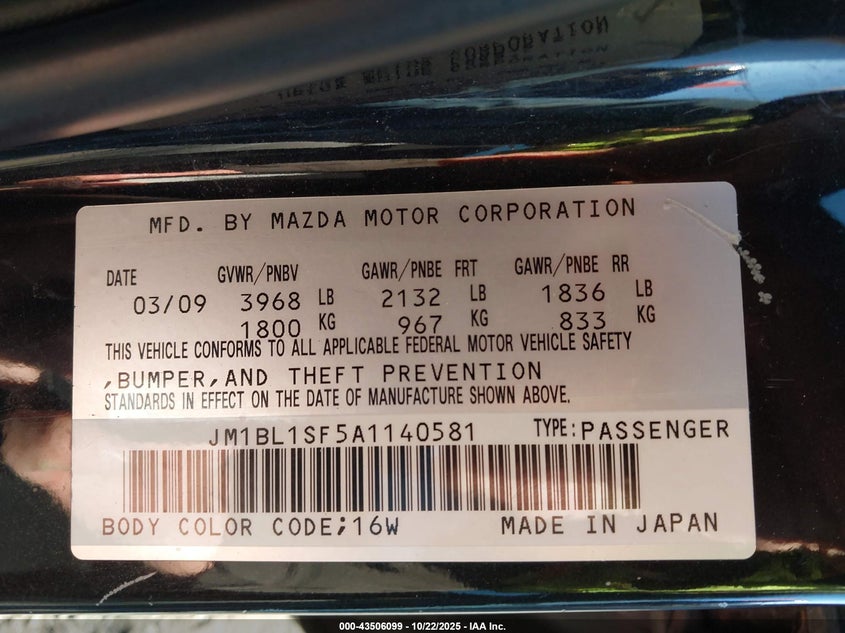 MFD. BY MAZDA MOTOR CORPORATION
DATE GVWR/PNBV GAWR/PNBE FRT GAWR/PNBE RR
03/09 3968 LB 2132 LB 1836 LB
1800 KG 967 KG 833 KG
THIS VEHICLE CONFORMS TO ALL APPLICABLE FEDERAL MOTOR VEHICLE SAFETY
,BUMPER,AND THEFT PREVENTION
STANDARDS IN EFFECT ON THE DATE OF MANUFACTURE SHOWN ABOVE.
JM1BL1SF5A1140581 TYPE:PASSENGER
BODY COLOR CODE;16W MADE IN JAPAN
000-43506099 - 10/22/2025 - IAA Inc.